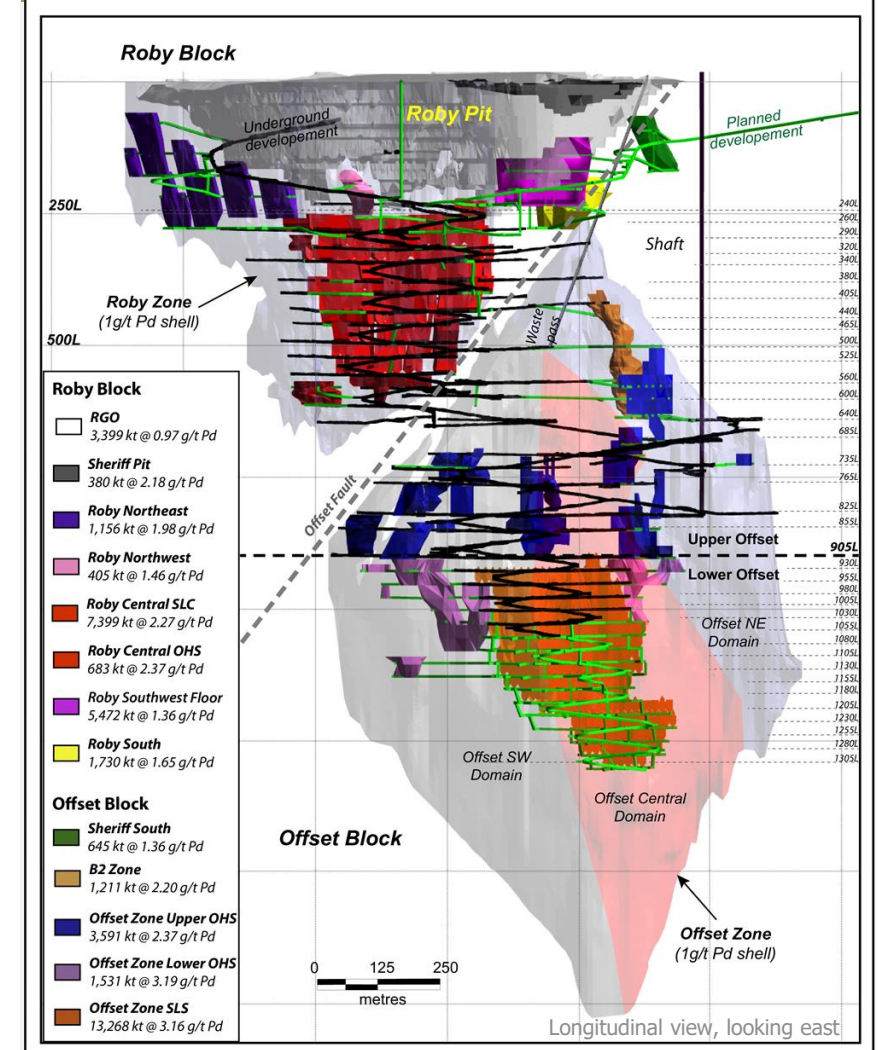 Roby Block
Roby Pit
Underground
developement
Planned
developement
250L
Shaft
Roby Zone
(1g/t Pd shell)
Waste
pass
500L
240L
260L
290L
320L
340L
380L
405L
440L
465L
500L
525L
560L
600L
640L
685L
735L
765L
825L
855L
Offset Fault
Upper Offset
905L
Lower Offset
930L
955L
980L
1005L
1030L
1055L
1080L
1105L
1130L
1155L
1180L
1205L
1230L
1255L
1280L
1305L
Offset NE
Domain
Offset SW
Domain
Offset Central
Domain
Offset Block
Offset Zone
(1g/t Pd shell)
Roby Block
RGO
3,399 kt @ 0.97 g/t Pd
Sheriff Pit
380 kt @ 2.18 g/t Pd
Roby Northeast
1,156 kt @ 1.98 g/t Pd
Roby Northwest
405 kt @ 1.46 g/t Pd
Roby Central SLC
7,399 kt @ 2.27 g/t Pd
Roby Central OHS
683 kt @ 2.37 g/t Pd
Roby Southwest Floor
5,472 kt @ 1.36 g/t Pd
Roby South
1,730 kt @ 1.65 g/t Pd
Offset Block
Sheriff South
645 kt @ 1.36 g/t Pd
B2 Zone
1,211 kt @ 2.20 g/t Pd
Offset Zone Upper OHS
3,591 kt @ 2.37 g/t Pd
Offset Zone Lower OHS
1,531 kt @ 3.19 g/t Pd
Offset Zone SLS
13,268 kt @ 3.16 g/t Pd
0 125 250
metres
Longitudinal view, looking east